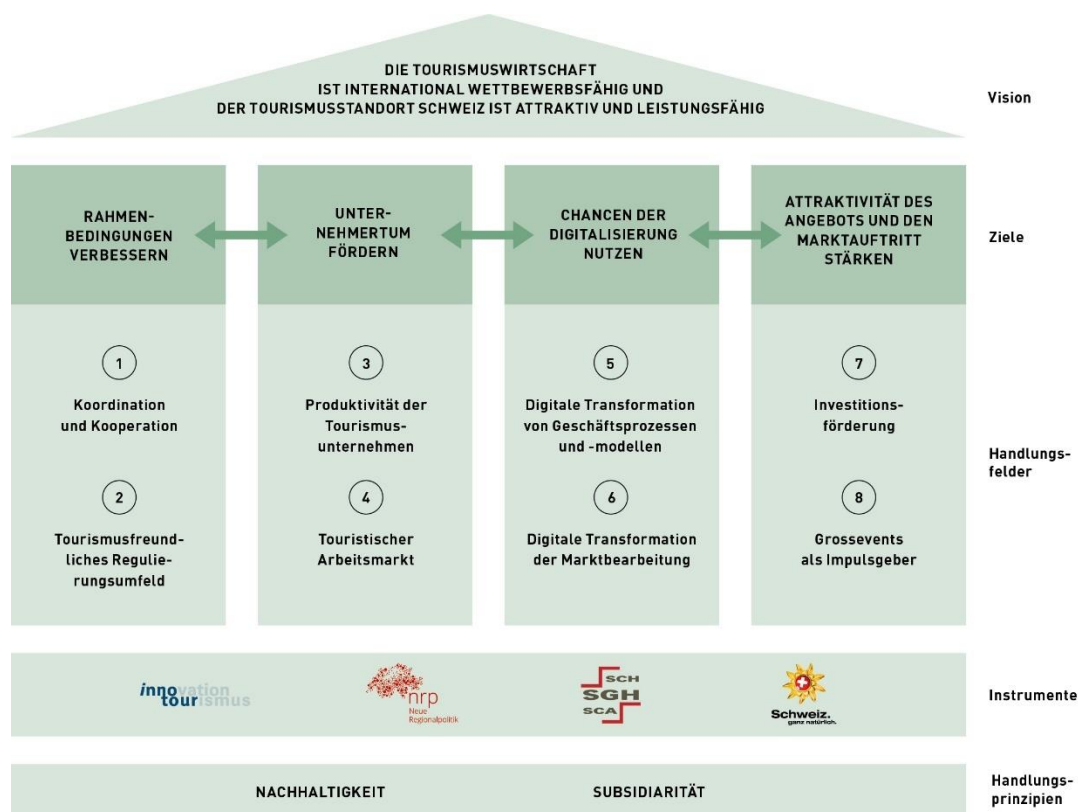 DIE TOURISMUSWIRTSCHAFT
IST INTERNATIONAL WETTBEWERBSFÄHIG UND
DER TOURISMUSSTANDORT SCHWEIZ IST ATTRAKTIV UND LEISTUNGSFÄHIG
Vision
RAHMEN-
BEDINGUNGEN
VERBESSERN
UNTER-
NEHMERTUM
FÖRDERN
CHANCEN DER
DIGITALISIERUNG
NUTZEN
ATTRAKTIVITÄT DES
ANGEBOTS UND DEN
MARKTAUFTRITT
STÄRKEN
Ziele
1
Koordination
und Kooperation
2
Tourismusfreund-
liches Regulie-
rungsumfeld
3
Produktivität der
Tourismus-
unternehmen
4
Touristischer
Arbeitsmarkt
5
Digitale Transformation
von Geschäftsprozessen
und -modellen
6
Digitale Transformation
der Marktbearbeitung
7
Investitions-
förderung
8
Grossevents
als Impulsgeber
Handlungs-
felder
innovation
tourismus
nrp
Neue
Regionalpolitik
SCH
SGH
SCA
Schweiz.
ganz natürlich.
Instrumente
NACHHALTIGKEIT
SUBSIDIARITÄT
Handlungs-
prinzipien